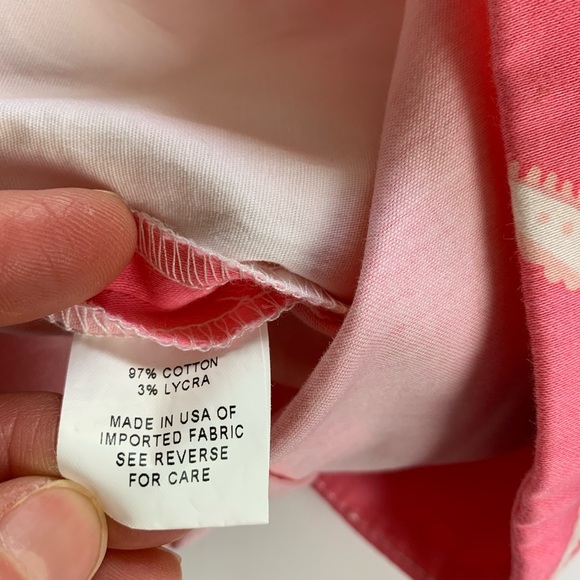 97% COTTON
3% LYCRA
MADE IN USA OF
IMPORTED FABRIC
SEE REVERSE
FOR CARE